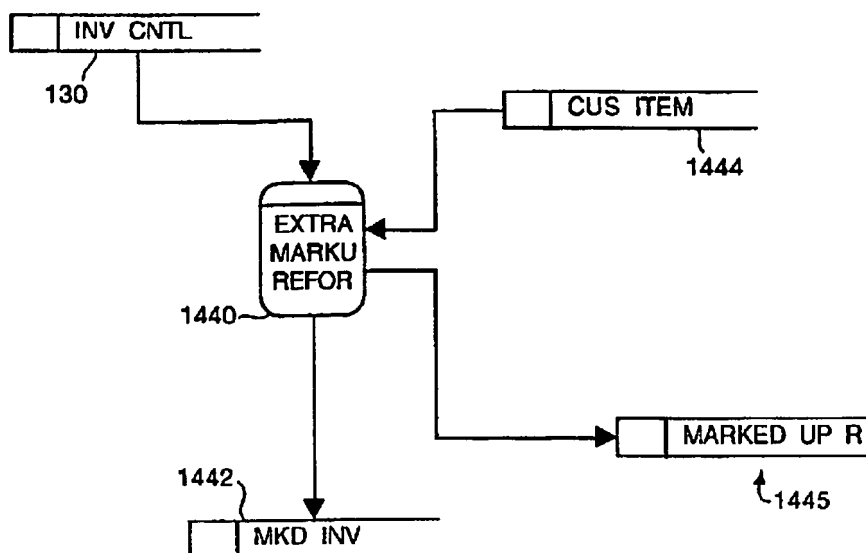 INV CNTL
130
CUS ITEM
1444
EXTRA
MARKU
REFOR
1440
MARKED UP R
1442
1445
MKD INV